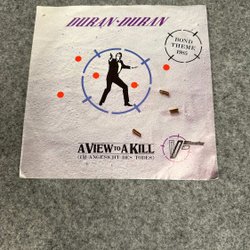 DURAN·DURAN
BOND
THEME
1985
A VIEW TO A KILL
(IM ANGESICHT DES TODES)